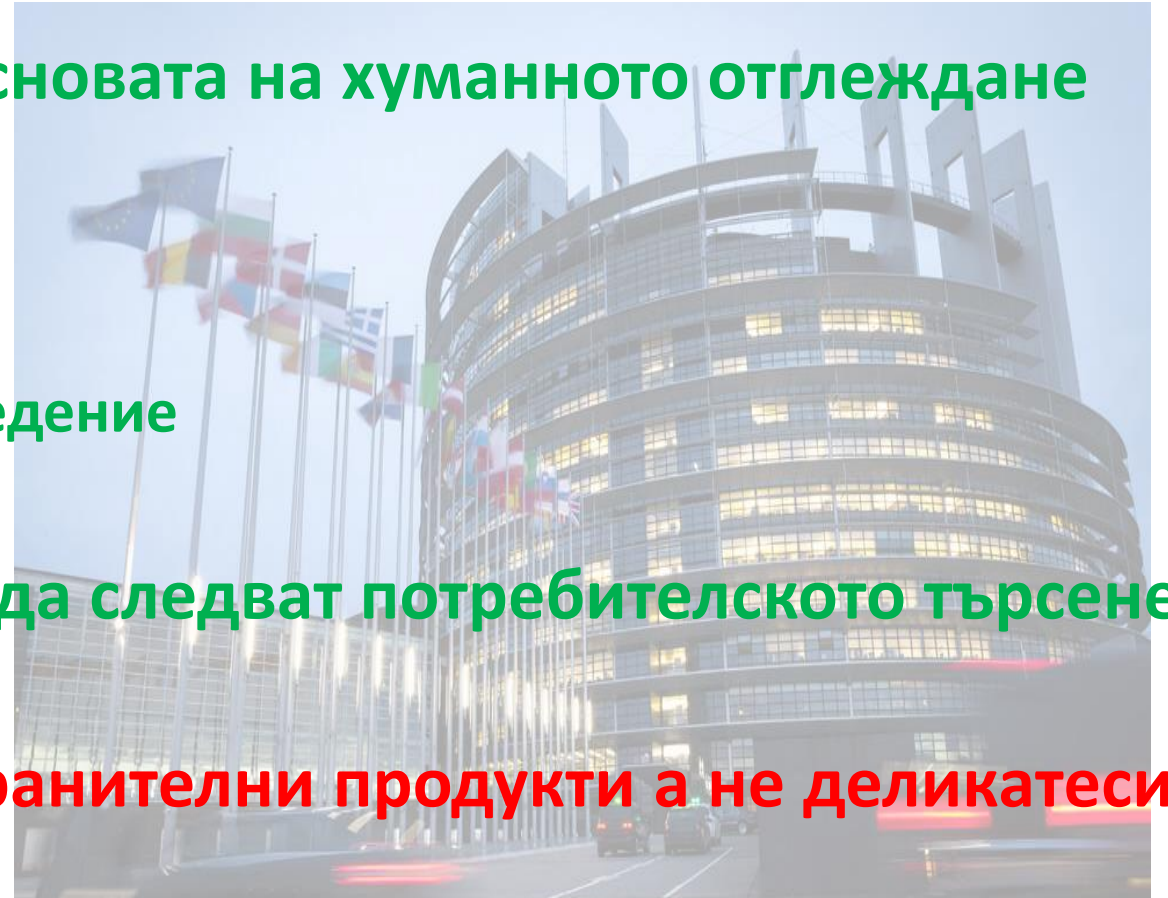 сновата на хуманното отглеждане
едение
да следват потребителското търсене
ранителни продукти а не деликатеси